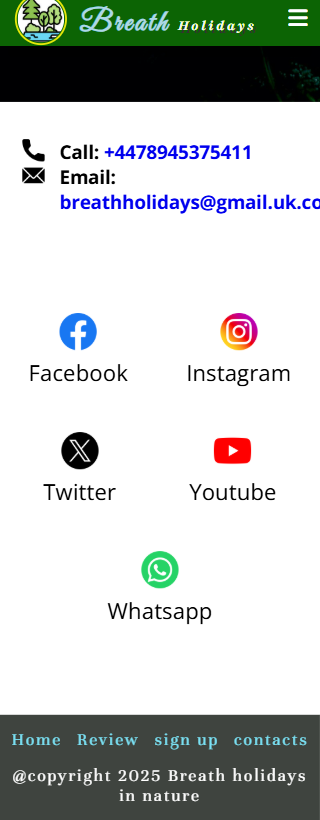 Breath Holidays
Call: +4478945375411
Email:
breathholidays@gmail.uk.co
Facebook Instagram
Twitter Youtube
Whatsapp
Home Review sign up contacts
@copyright 2025 Breath holidays
in nature